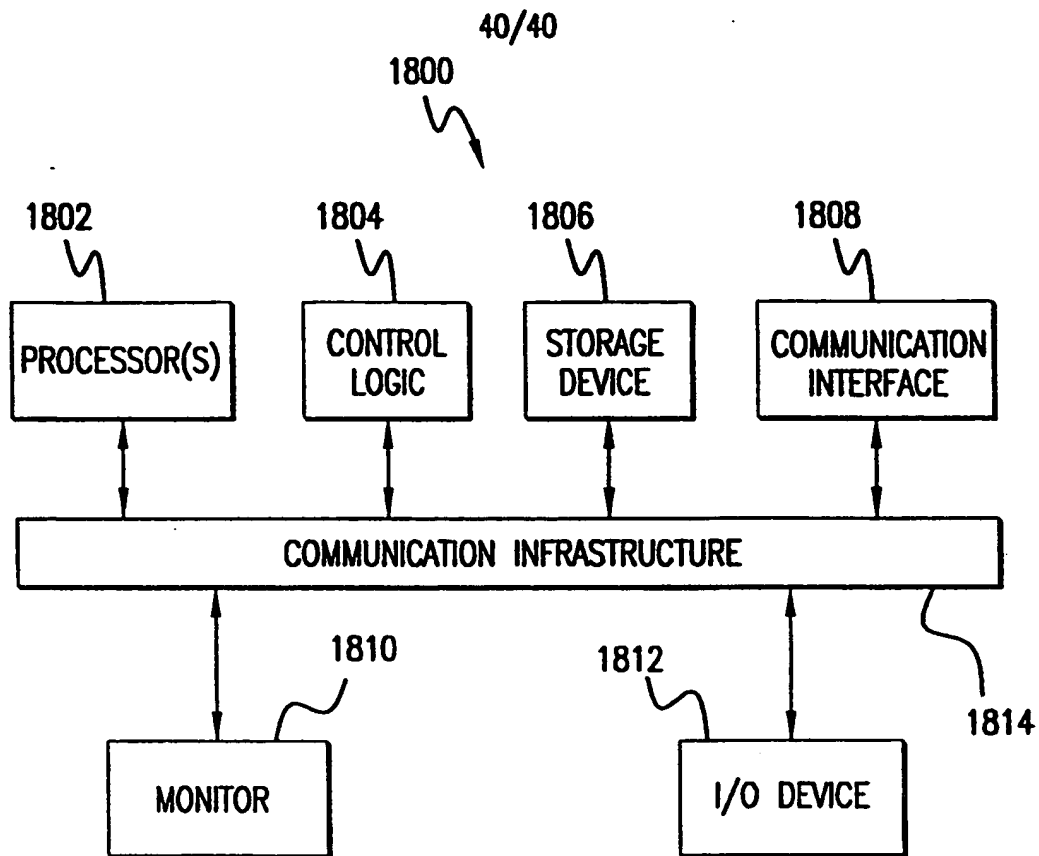 40/40
1800
1802
1804
1806
1808
PROCESSOR(S)
CONTROL
LOGIC
STORAGE
DEVICE
COMMUNICATION
INTERFACE
COMMUNICATION INFRASTRUCTURE
1810
1812
1814
MONITOR
I/O DEVICE